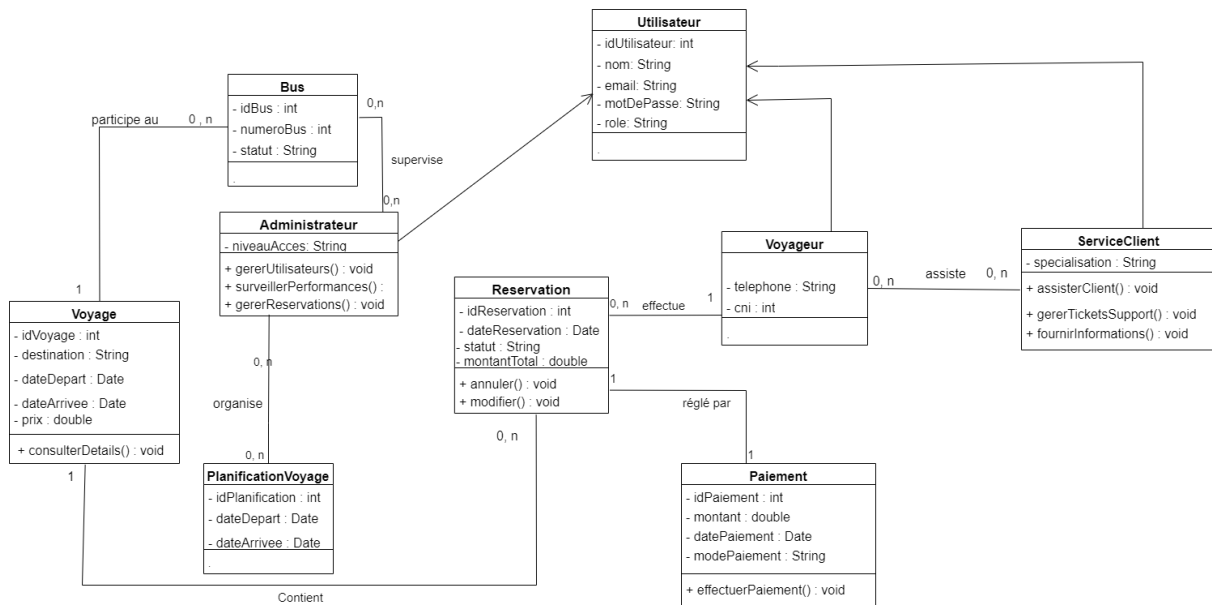 Utilisateur
- idUtilisateur: int
- nom: String
- email: String
- motDePasse: String
- role: String
.
Bus
- idBus : int
- numeroBus : int
- statut : String
.
participe au
0 , n
0,n
supervise
0,n
Administrateur
- niveauAcces: String
+ gererUtilisateurs() : void
+ surveillerPerformances() :
+ gererReservations() : void
Voyageur
- telephone : String
- cni : int
.
0, n
assiste
0, n
ServiceClient
- specialisation : String
+ assisterClient() : void
+ gererTicketsSupport() : void
+ fournirInformations() : void
1
Voyage
- idVoyage : int
- destination : String
- dateDepart : Date
- dateArrivee : Date
- prix : double
+ consulterDetails() : void
1
Reservation
- idReservation : int
- dateReservation : Date
- statut : String
- montantTotal : double
+ annuler() : void
+ modifier() : void
0, n
effectue
1
0, n
organise
0, n
1
réglé par
1
0, n
PlanificationVoyage
- idPlanification : int
- dateDepart : Date
- dateArrivee : Date
.
Paiement
- idPaiement : int
- montant : double
- datePaiement : Date
- modePaiement : String
+ effectuerPaiement() : void
Contient